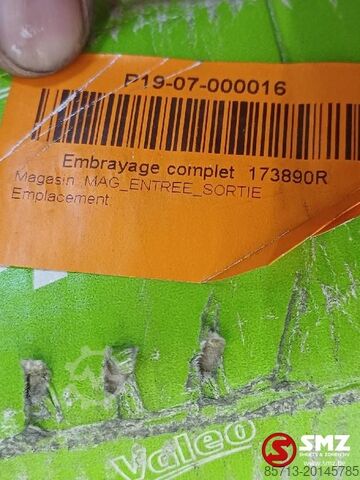 P19-07-000016
Embrayage complet 173890R
Magasin MAG_ENTREE_SORTIE
Emplacement
Valeo
SMZ
85713-20145785